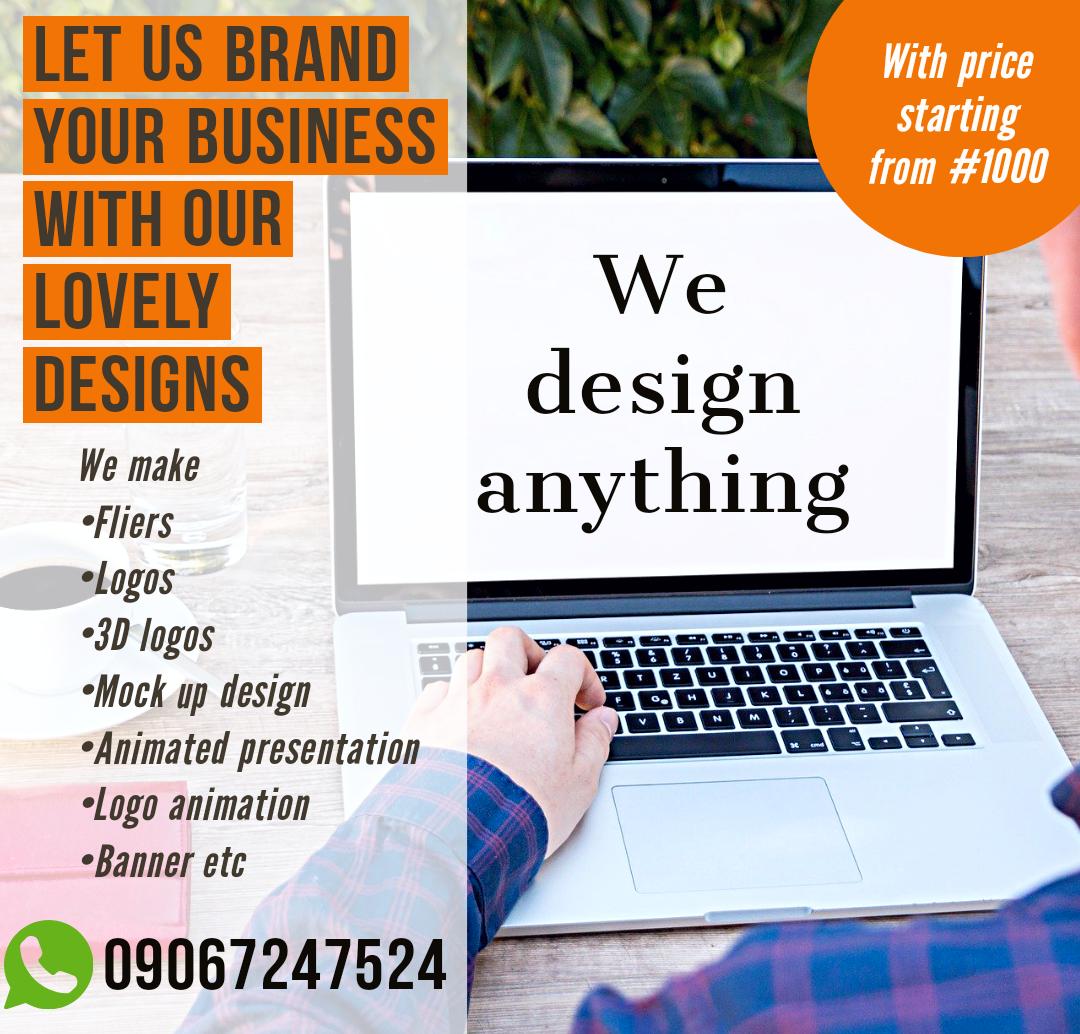 LET US BRAND
YOUR BUSINESS
WITH OUR
LOVELY
DESIGNS
With price
starting
from #1000
We
design
anything
We make
•Fliers
•Logos
•3D logos
•Mock up design
•Animated presentation
•Logo animation
•Banner etc
09067247524